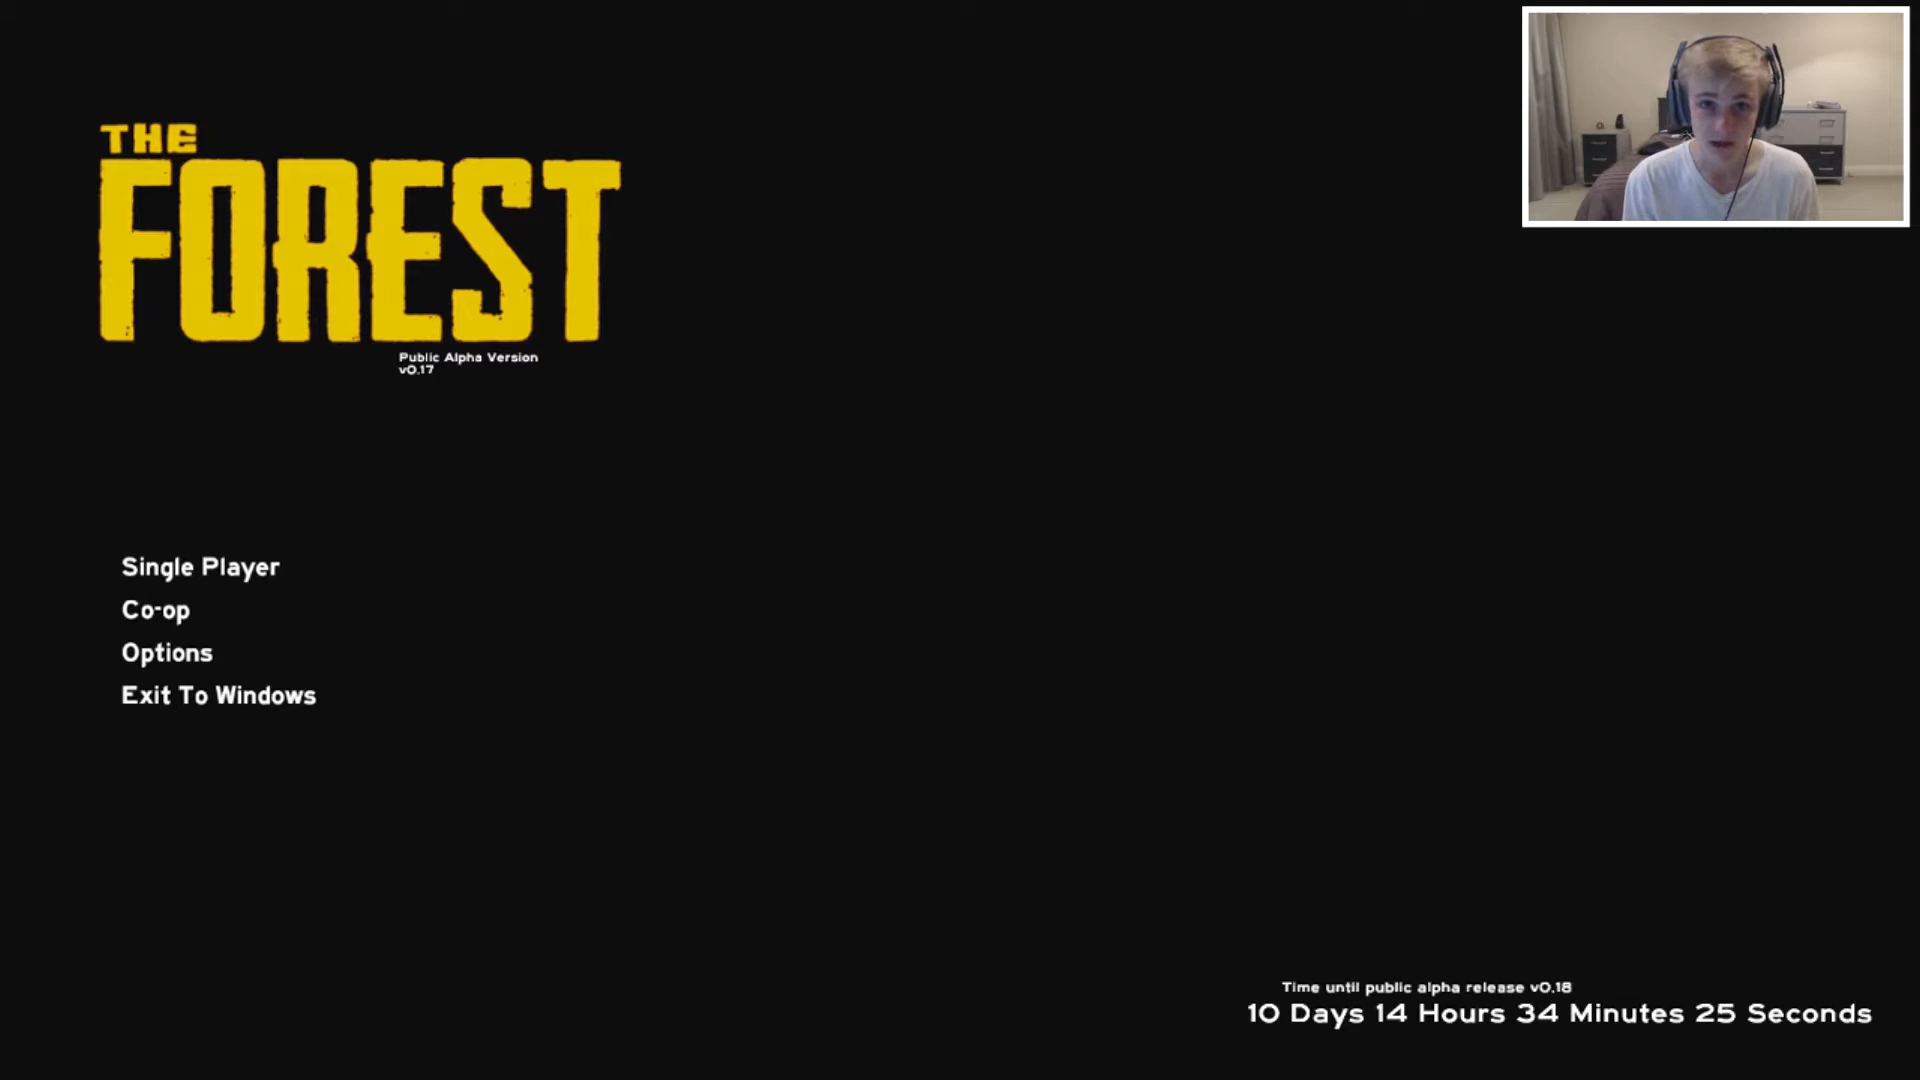 THE
FOREST
Public Alpha Version
v0.17
Single Player
Co-op
Options
Exit To Windows
Time until public alpha release v0.18
10 Days 14 Hours 34 Minutes 25 Seconds